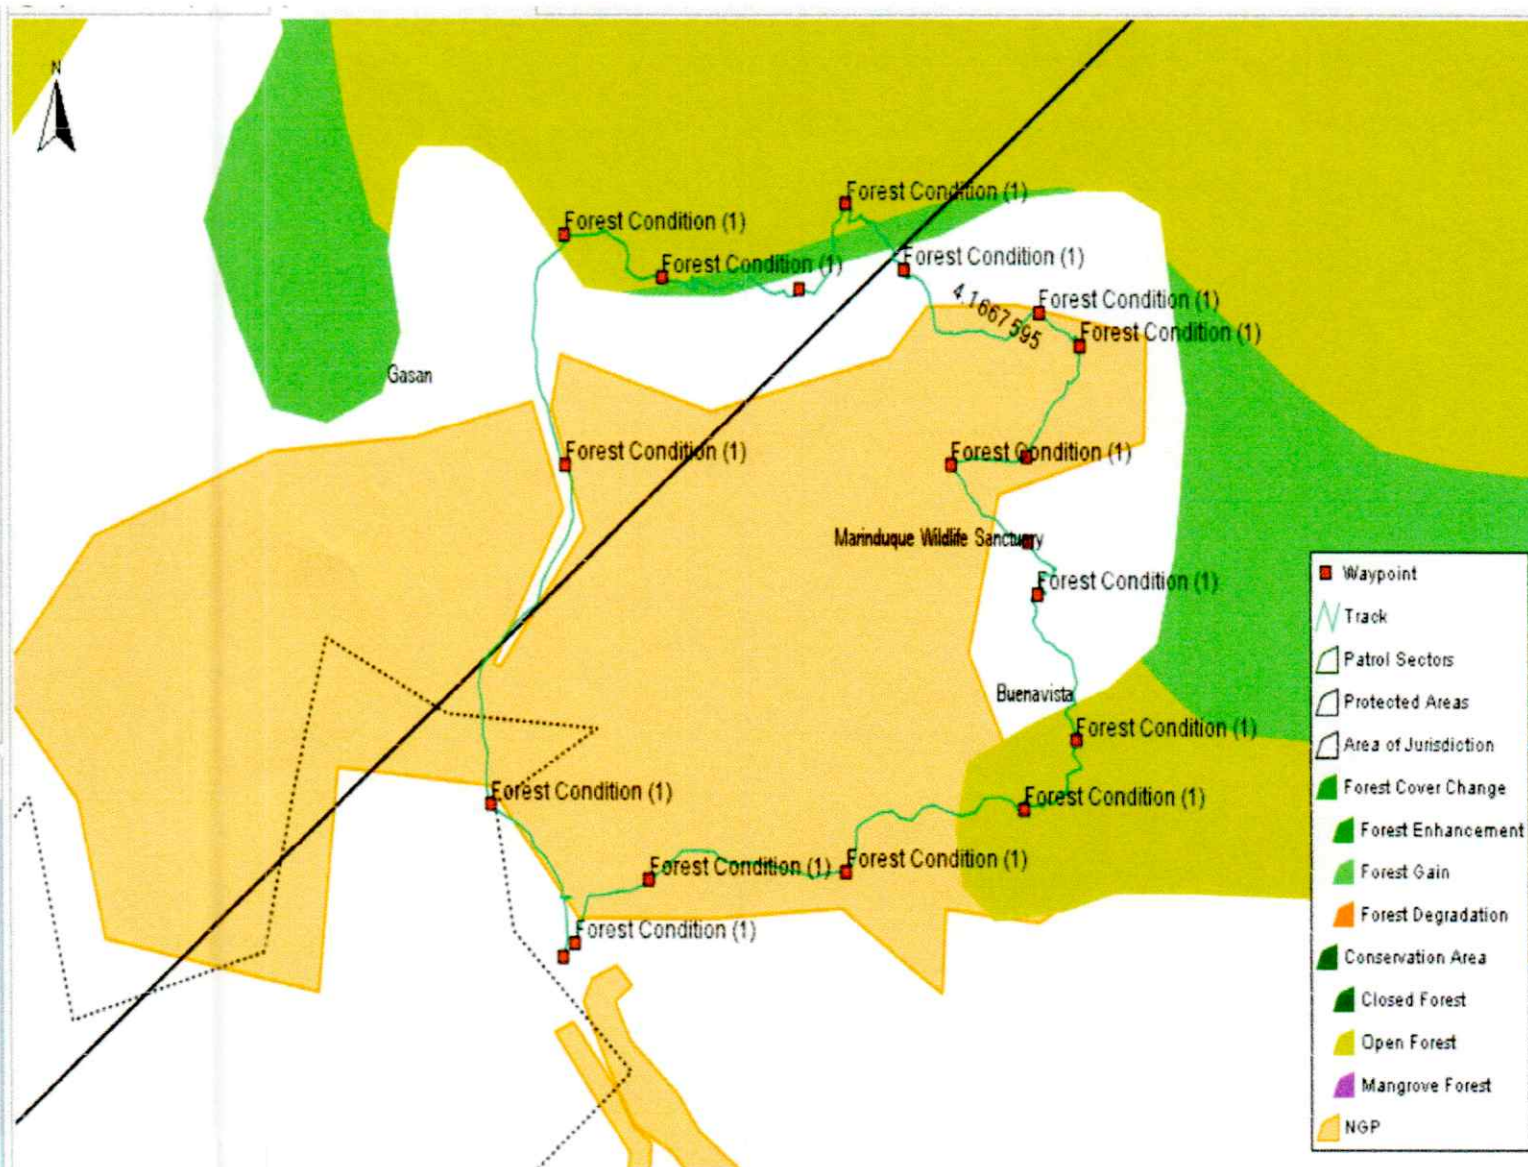 N
Forest Condition (1)
Forest Condition (1)
Forest Condition (1)
Forest Condition (1)
4.1667595
Forest Condition (1)
Forest Condition (1)
Gasan
Forest Condition (1)
Forest Condition (1)
Marinduque Wildlife Sanctuary
Forest Condition (1)
Buenavista
Forest Condition (1)
Forest Condition (1)
Forest Condition (1)
Forest Condition (1)
Forest Condition (1)
Forest Condition (1)
Waypoint
Track
Patrol Sectors
Protected Areas
Area of Jurisdiction
Forest Cover Change
Forest Enhancement
Forest Gain
Forest Degradation
Conservation Area
Closed Forest
Open Forest
Mangrove Forest
NGP